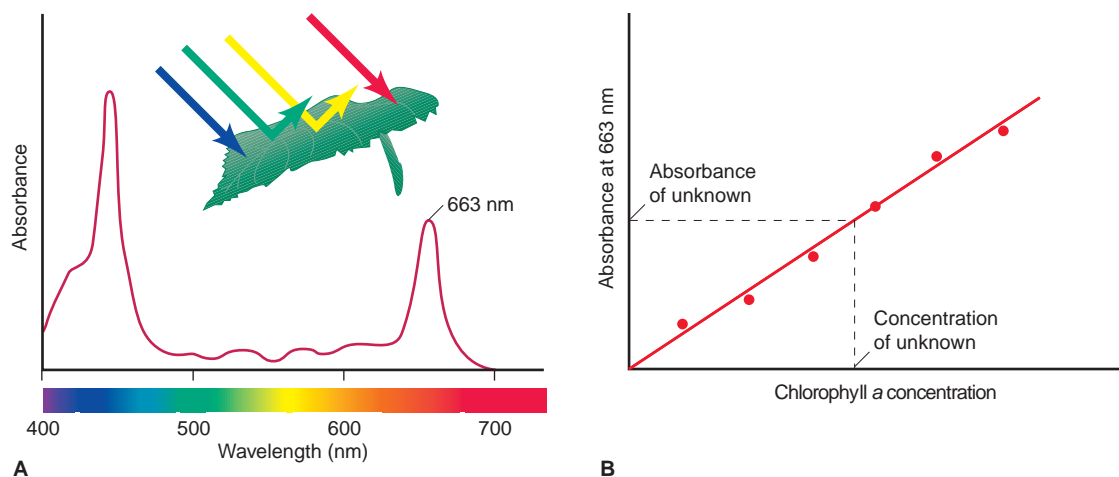 Absorbance
663 nm
400
500
600
700
Wavelength (nm)
A
Absorbance at 663 nm
Absorbance
of unknown
Concentration
of unknown
Chlorophyll a concentration
B